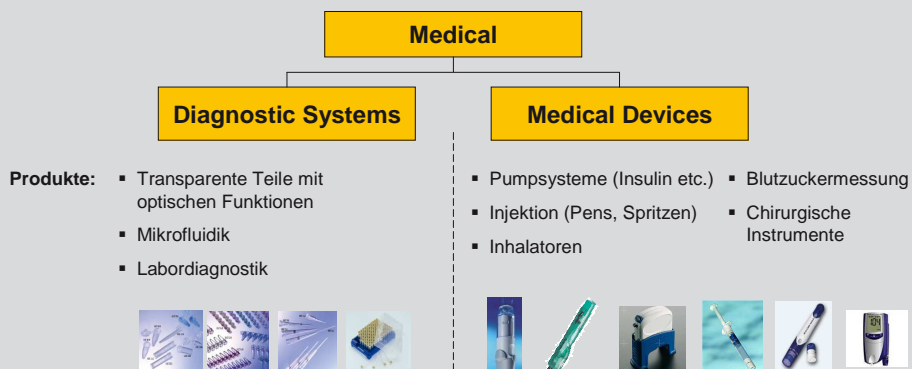 Medical
Diagnostic Systems
Medical Devices
Produkte:
▪ Transparente Teile mit
optischen Funktionen
▪ Mikrofluidik
▪ Labordiagnostik
▪ Pumpsysteme (Insulin etc.)
▪ Injektion (Pens, Spritzen)
▪ Inhalatoren
▪ Blutzuckermessung
▪ Chirurgische
Instrumente